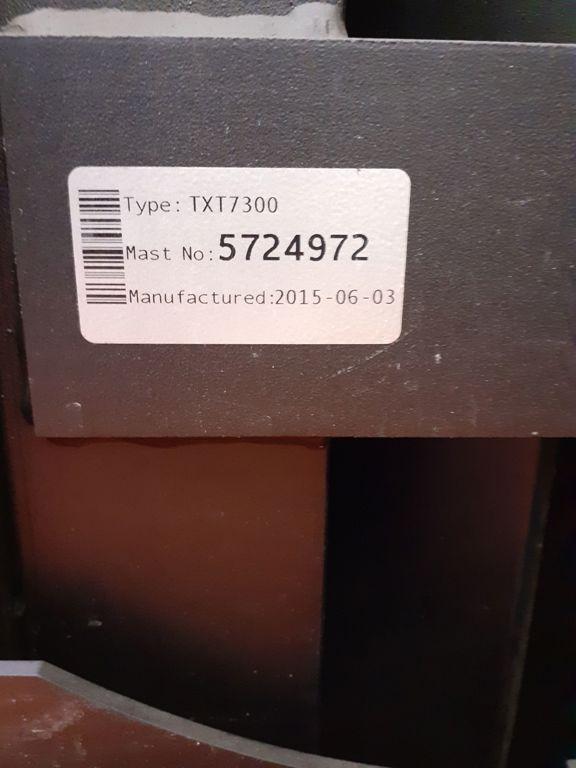 Type: TXT7300
Mast No: 5724972
Manufactured:2015-06-03